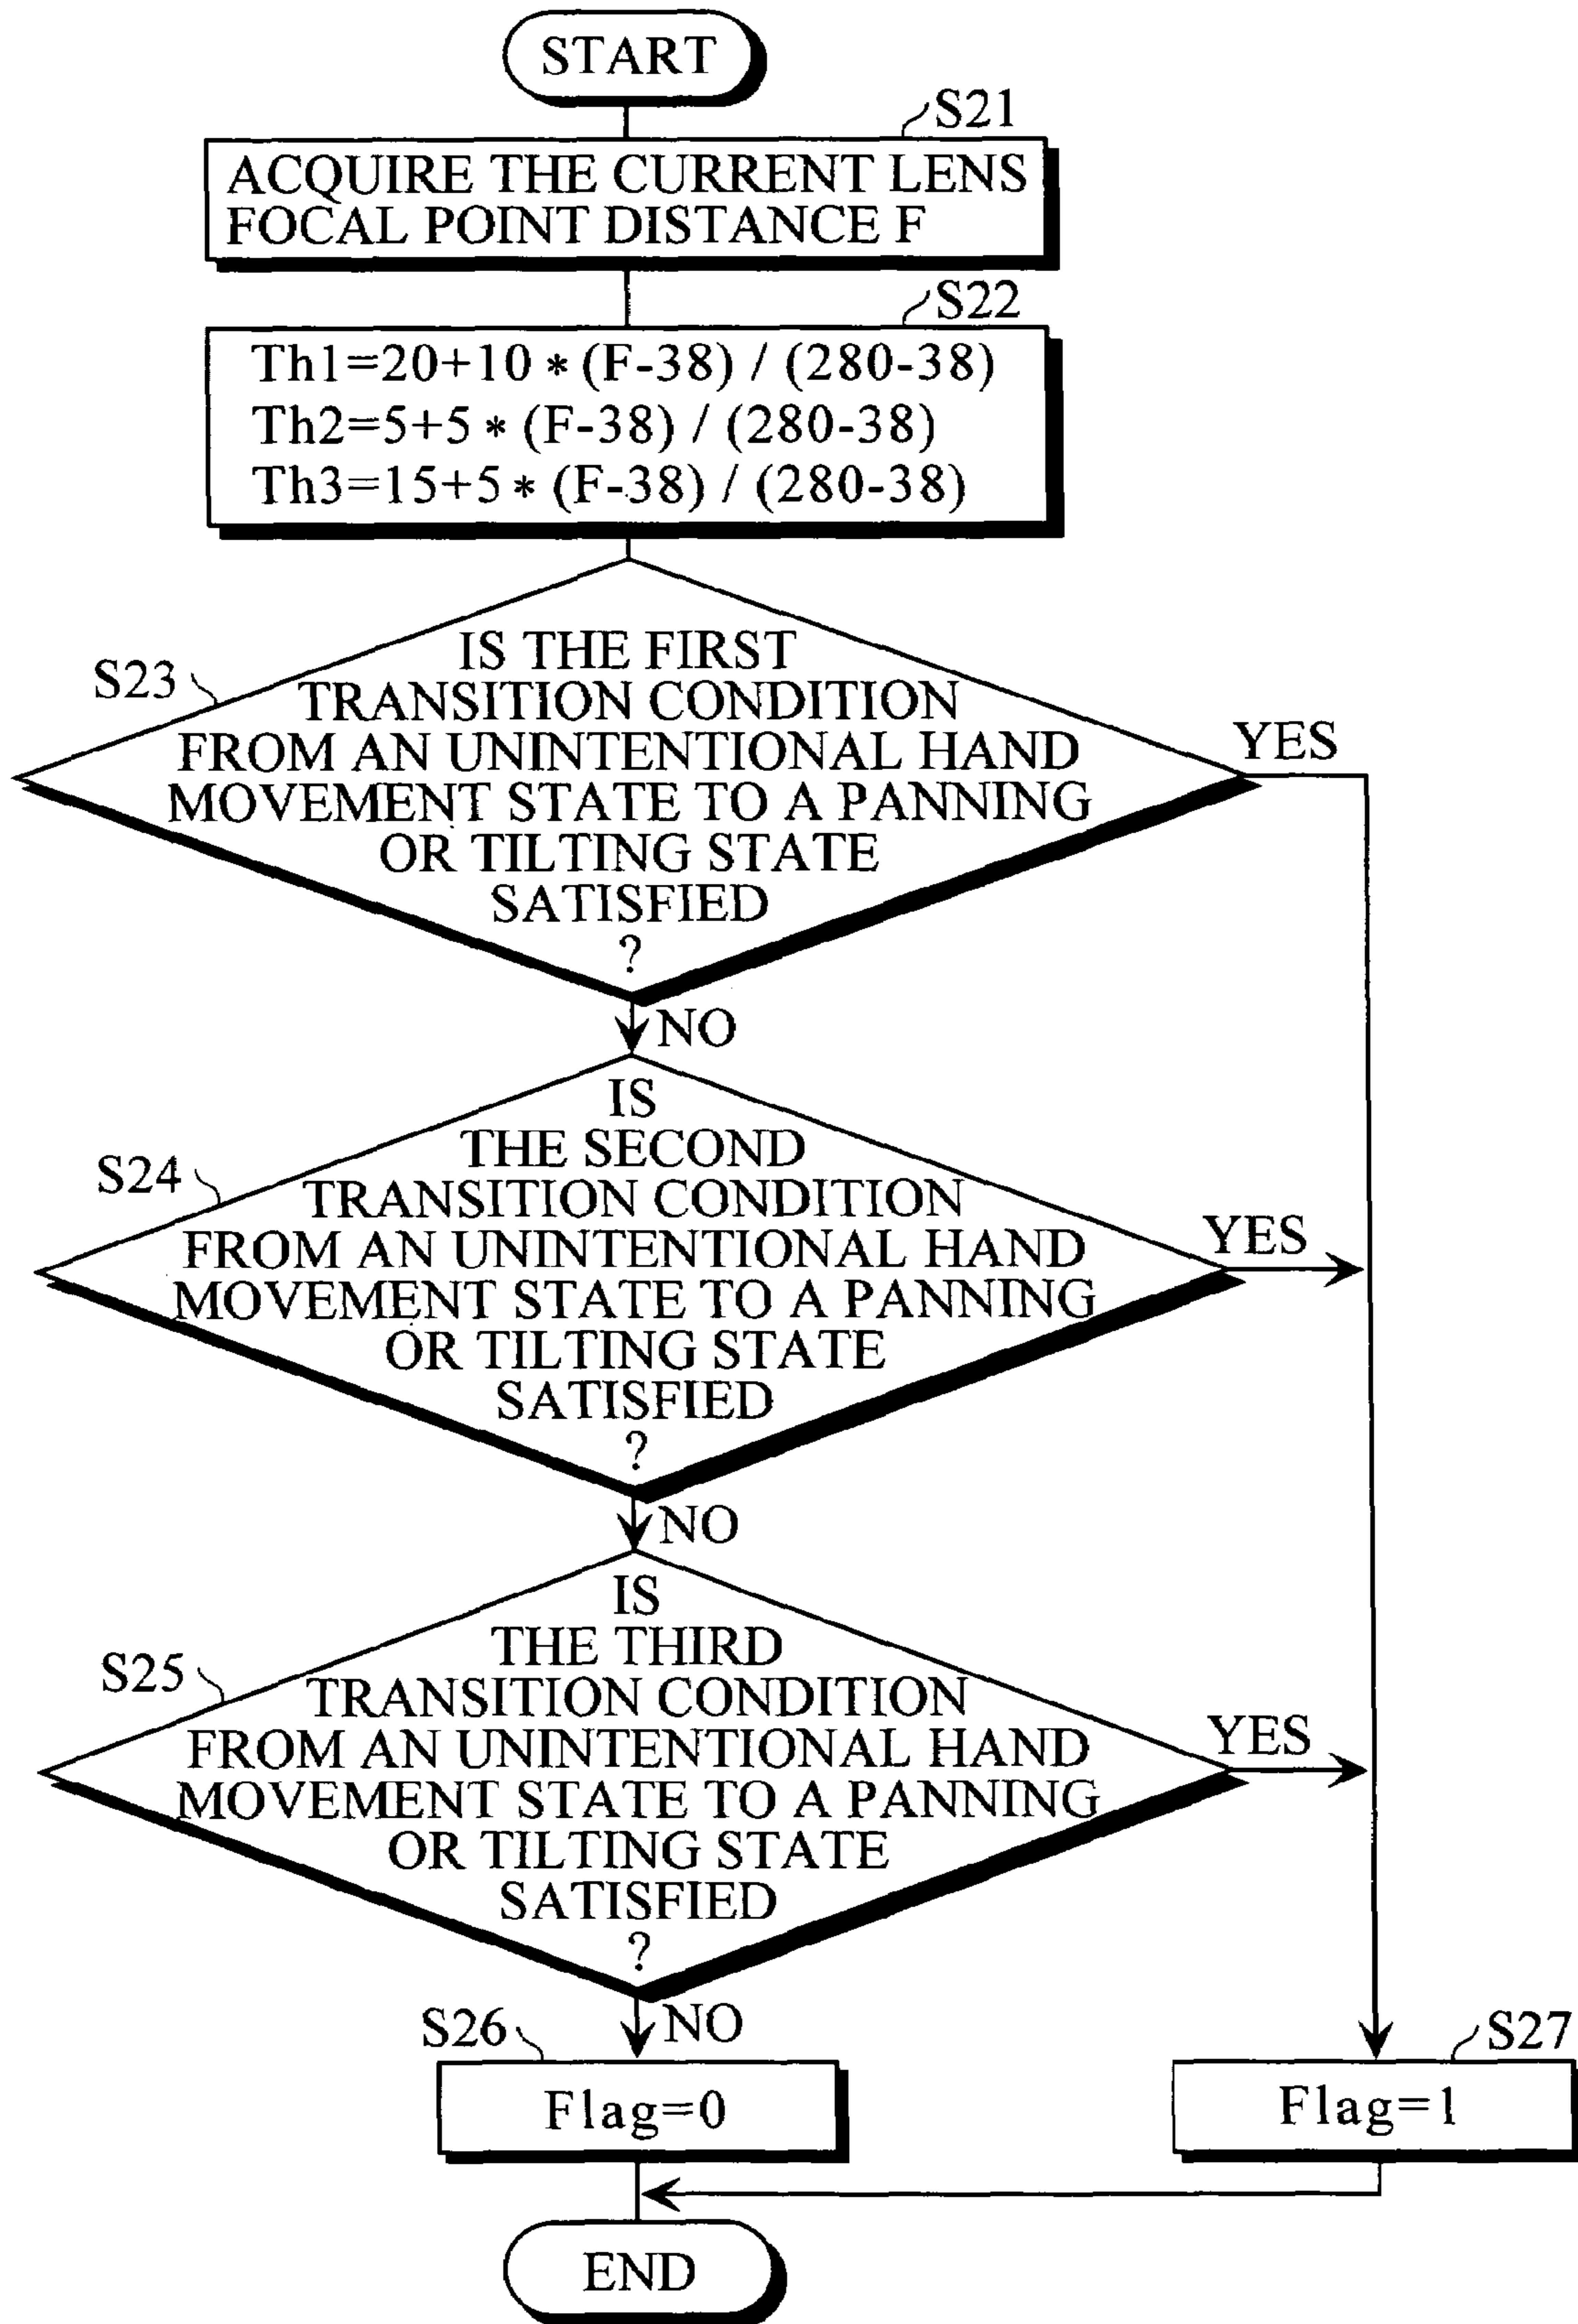 START
S21
ACQUIRE THE CURRENT LENS
FOCAL POINT DISTANCE F
S22
Th1=20+10*(F-38)/(280-38)
Th2=5+5*(F-38)/(280-38)
Th3=15+5*(F-38)/(280-38)
S23
IS THE FIRST
TRANSITION CONDITION
FROM AN UNINTENTIONAL HAND
MOVEMENT STATE TO A PANNING
OR TILTING STATE
SATISFIED
?
YES
NO
S24
IS
THE SECOND
TRANSITION CONDITION
FROM AN UNINTENTIONAL HAND
MOVEMENT STATE TO A PANNING
OR TILTING STATE
SATISFIED
?
YES
NO
S25
IS
THE THIRD
TRANSITION CONDITION
FROM AN UNINTENTIONAL HAND
MOVEMENT STATE TO A PANNING
OR TILTING STATE
SATISFIED
?
YES
NO
S26
Flag=0
S27
Flag=1
END